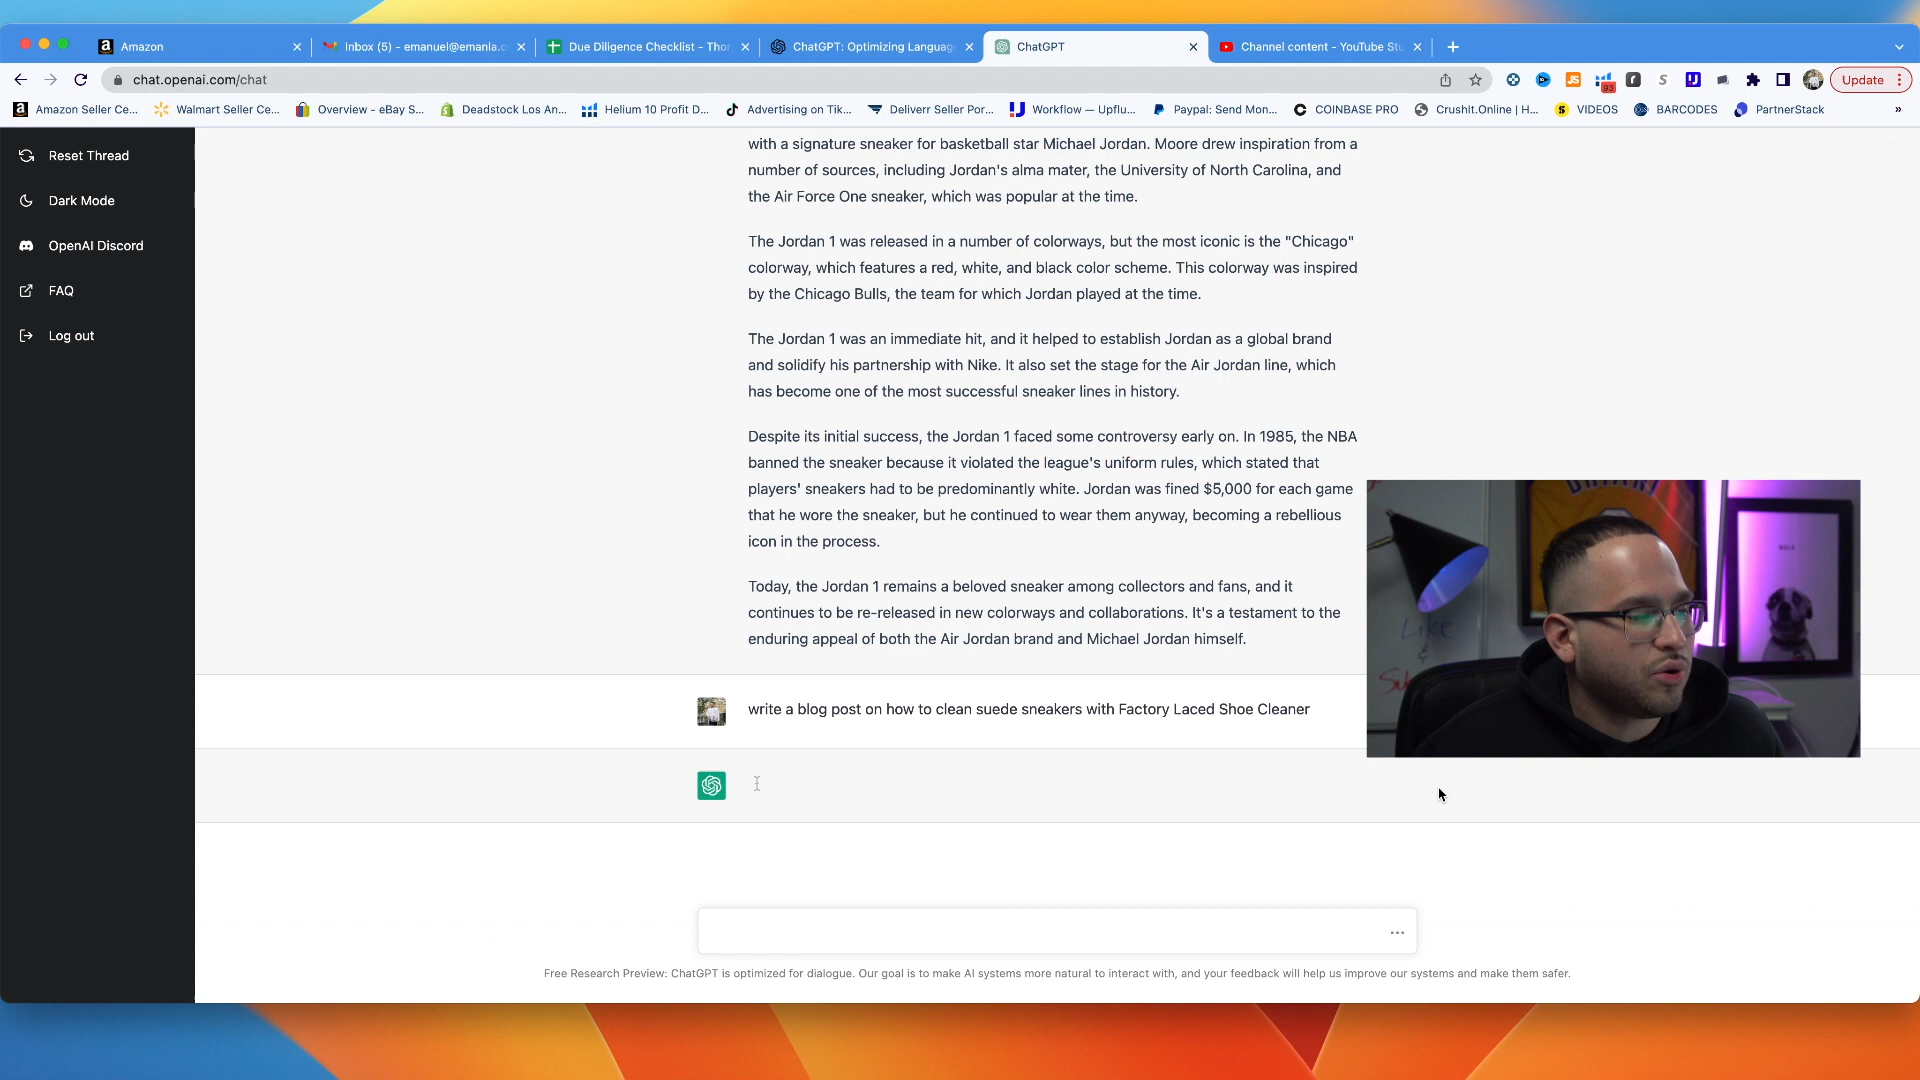 Amazon
Inbox (5) - emanuel@emanla.c
Due Diligence Checklist - Tho
ChatGPT: Optimizing Languag
ChatGPT
Channel content - YouTube Stu
chat.openai.com/chat
Update
Amazon Seller Ce...
Walmart Seller Ce...
Overview - eBay S...
Deadstock Los An...
Helium 10 Profit D...
Advertising on Tik...
Deliverr Seller Por...
Workflow — Upflu...
Paypal: Send Mon...
COINBASE PRO
CrushIt.Online | H...
VIDEOS
BARCODES
PartnerStack
»
Reset Thread
Dark Mode
OpenAI Discord
FAQ
Log out
with a signature sneaker for basketball star Michael Jordan. Moore drew inspiration from a
number of sources, including Jordan's alma mater, the University of North Carolina, and
the Air Force One sneaker, which was popular at the time.
The Jordan 1 was released in a number of colorways, but the most iconic is the "Chicago"
colorway, which features a red, white, and black color scheme. This colorway was inspired
by the Chicago Bulls, the team for which Jordan played at the time.
The Jordan 1 was an immediate hit, and it helped to establish Jordan as a global brand
and solidify his partnership with Nike. It also set the stage for the Air Jordan line, which
has become one of the most successful sneaker lines in history.
Despite its initial success, the Jordan 1 faced some controversy early on. In 1985, the NBA
banned the sneaker because it violated the league's uniform rules, which stated that
players' sneakers had to be predominantly white. Jordan was fined $5,000 for each game
that he wore the sneaker, but he continued to wear them anyway, becoming a rebellious
icon in the process.
Today, the Jordan 1 remains a beloved sneaker among collectors and fans, and it
continues to be re-released in new colorways and collaborations. It's a testament to the
enduring appeal of both the Air Jordan brand and Michael Jordan himself.
Like
write a blog post on how to clean suede sneakers with Factory Laced Shoe Cleaner
Free Research Preview: ChatGPT is optimized for dialogue. Our goal is to make AI systems more natural to interact with, and your feedback will help us improve our systems and make them safer.